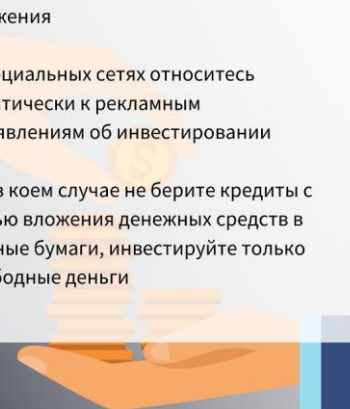 жения
циальных сетях относитесь
тически к рекламным
явлениям об инвестировании
в коем случае не берите кредиты с
ью вложения денежных средств в
ные бумаги, инвестируйте только
бодные деньги